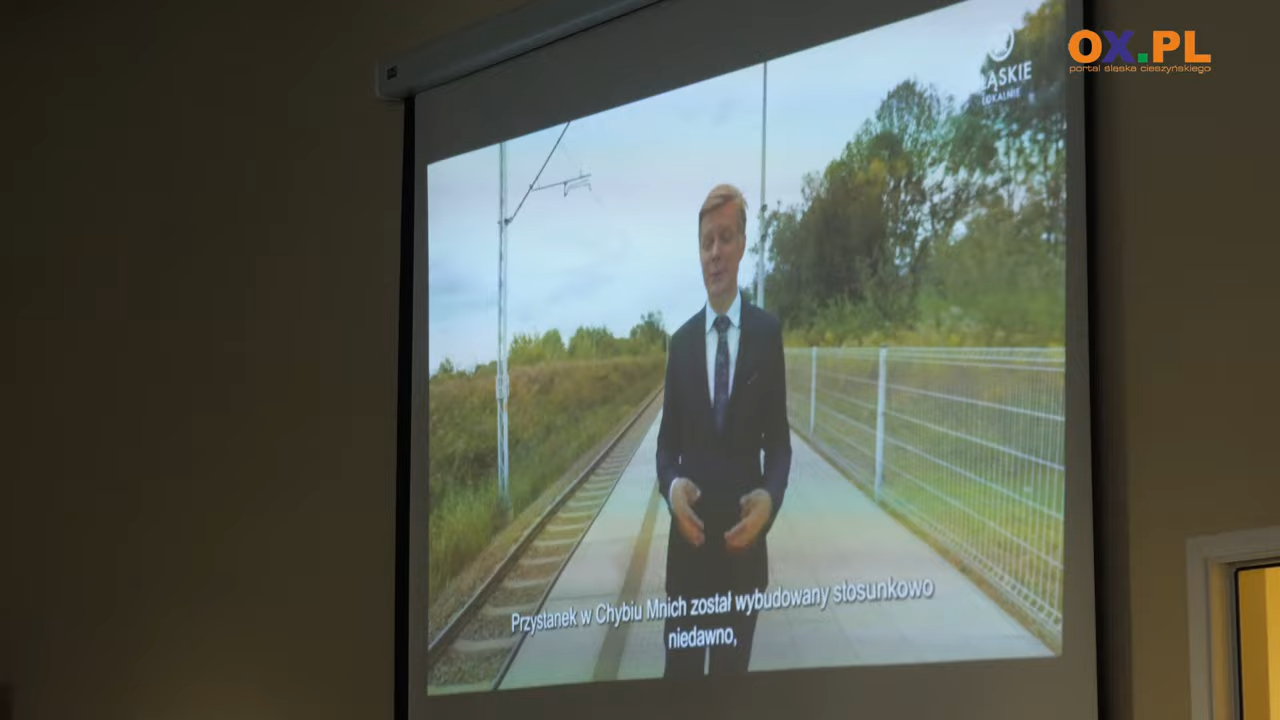 OX.PL
portal śląska cieszyńskiego
ĄSKIE
LOKALNIE
Przystanek w Chybiu Mnich został wybudowany stosunkowo
niedawno,